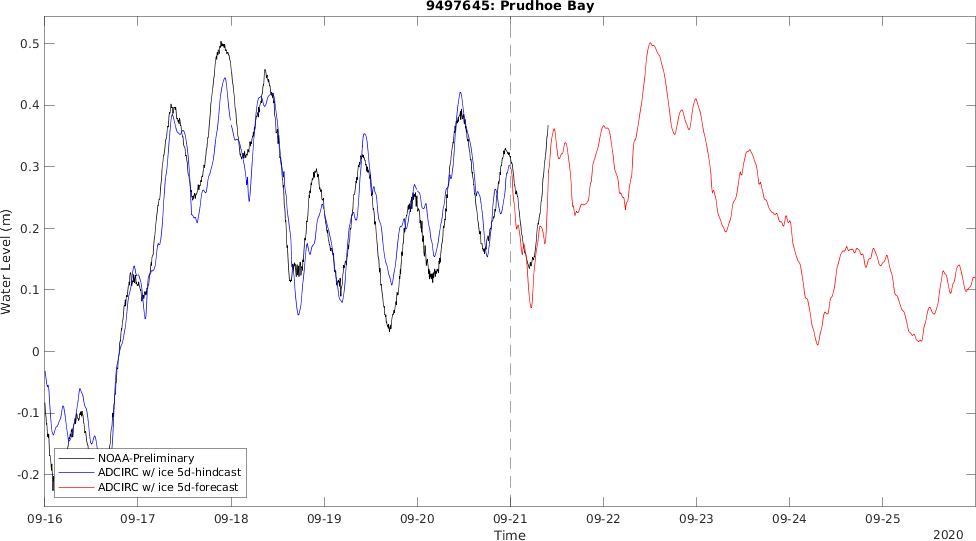 9497645: Prudhoe Bay
Water Level (m)
0.5
0.4
0.3
0.2
0.1
0
-0.1
-0.2
NOAA-Preliminary
ADCIRC w/ ice 5d-hindcast
ADCIRC w/ ice 5d-forecast
09-16 09-17 09-18 09-19 09-20 09-21 09-22 09-23 09-24 09-25
Time
2020